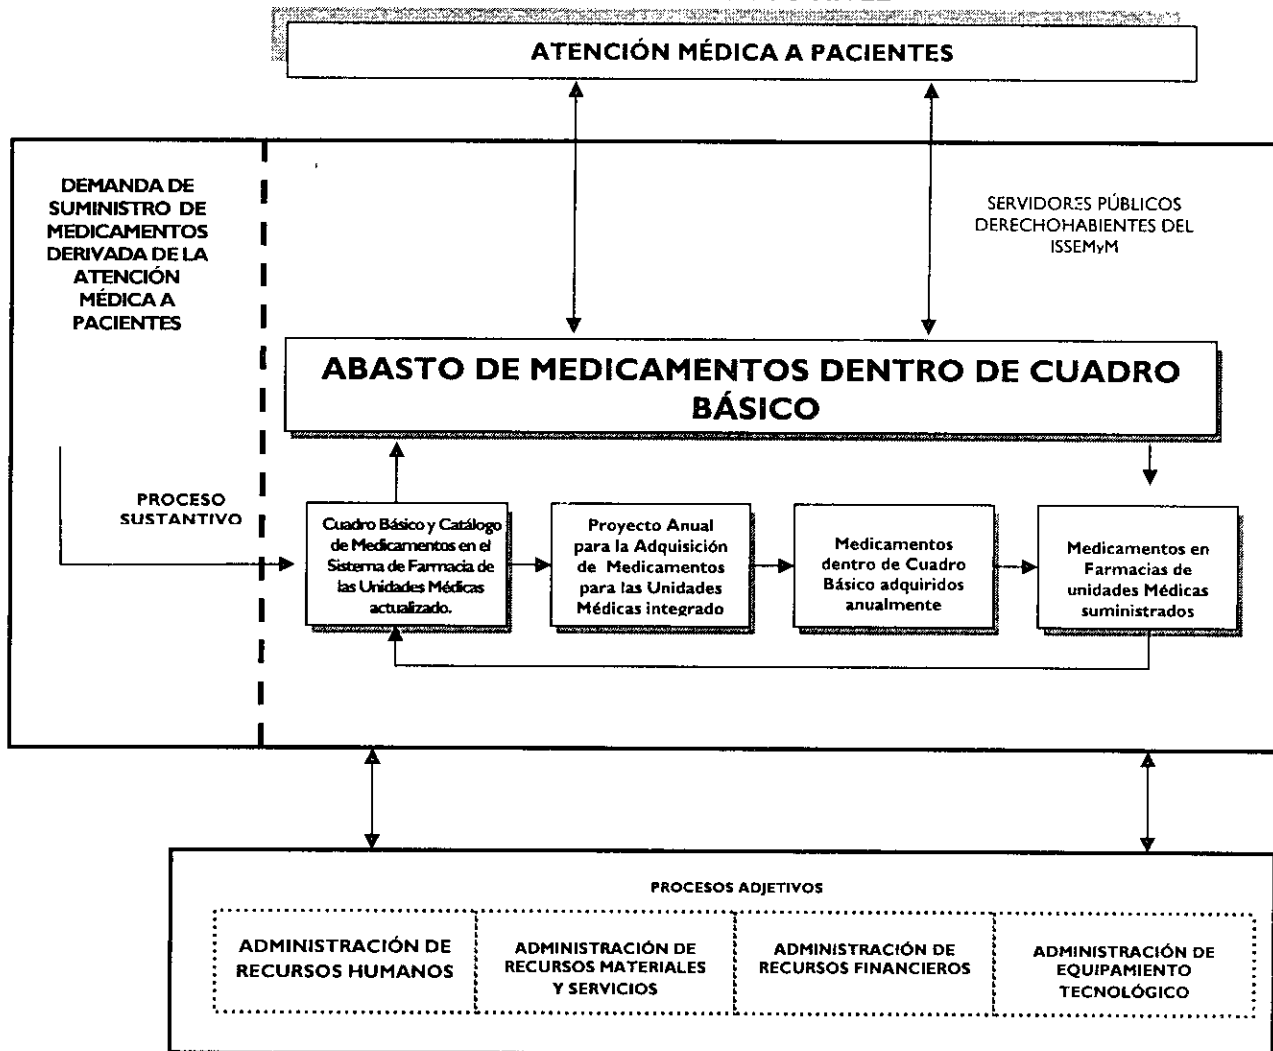 ATENCIÓN MÉDICA A PACIENTES
DEMANDA DE
SUMINISTRO DE
MEDICAMENTOS
DERIVADA DE LA
ATENCIÓN
MÉDICA A
PACIENTES
SERVIDORES PÚBLICOS
DERECHOHABIENTES DEL
ISSEMyM
ABASTO DE MEDICAMENTOS DENTRO DE CUADRO
BÁSICO
PROCESO
SUSTANTIVO
Cuadro Básico y Catálogo
de Medicamentos en el
Sistema de Farmacia de
las Unidades Médicas
actualizado.
Proyecto Anual
para la Adquisición
de Medicamentos
para las Unidades
Médicas integrado
Medicamentos
dentro de Cuadro
Básico adquiridos
anualmente
Medicamentos en
Farmacias de
unidades Médicas
suministrados
PROCESOS ADJETIVOS
ADMINISTRACIÓN DE
RECURSOS HUMANOS
ADMINISTRACIÓN DE
RECURSOS MATERIALES
Y SERVICIOS
ADMINISTRACIÓN DE
RECURSOS FINANCIEROS
ADMINISTRACIÓN DE
EQUIPAMIENTO
TECNOLÓGICO